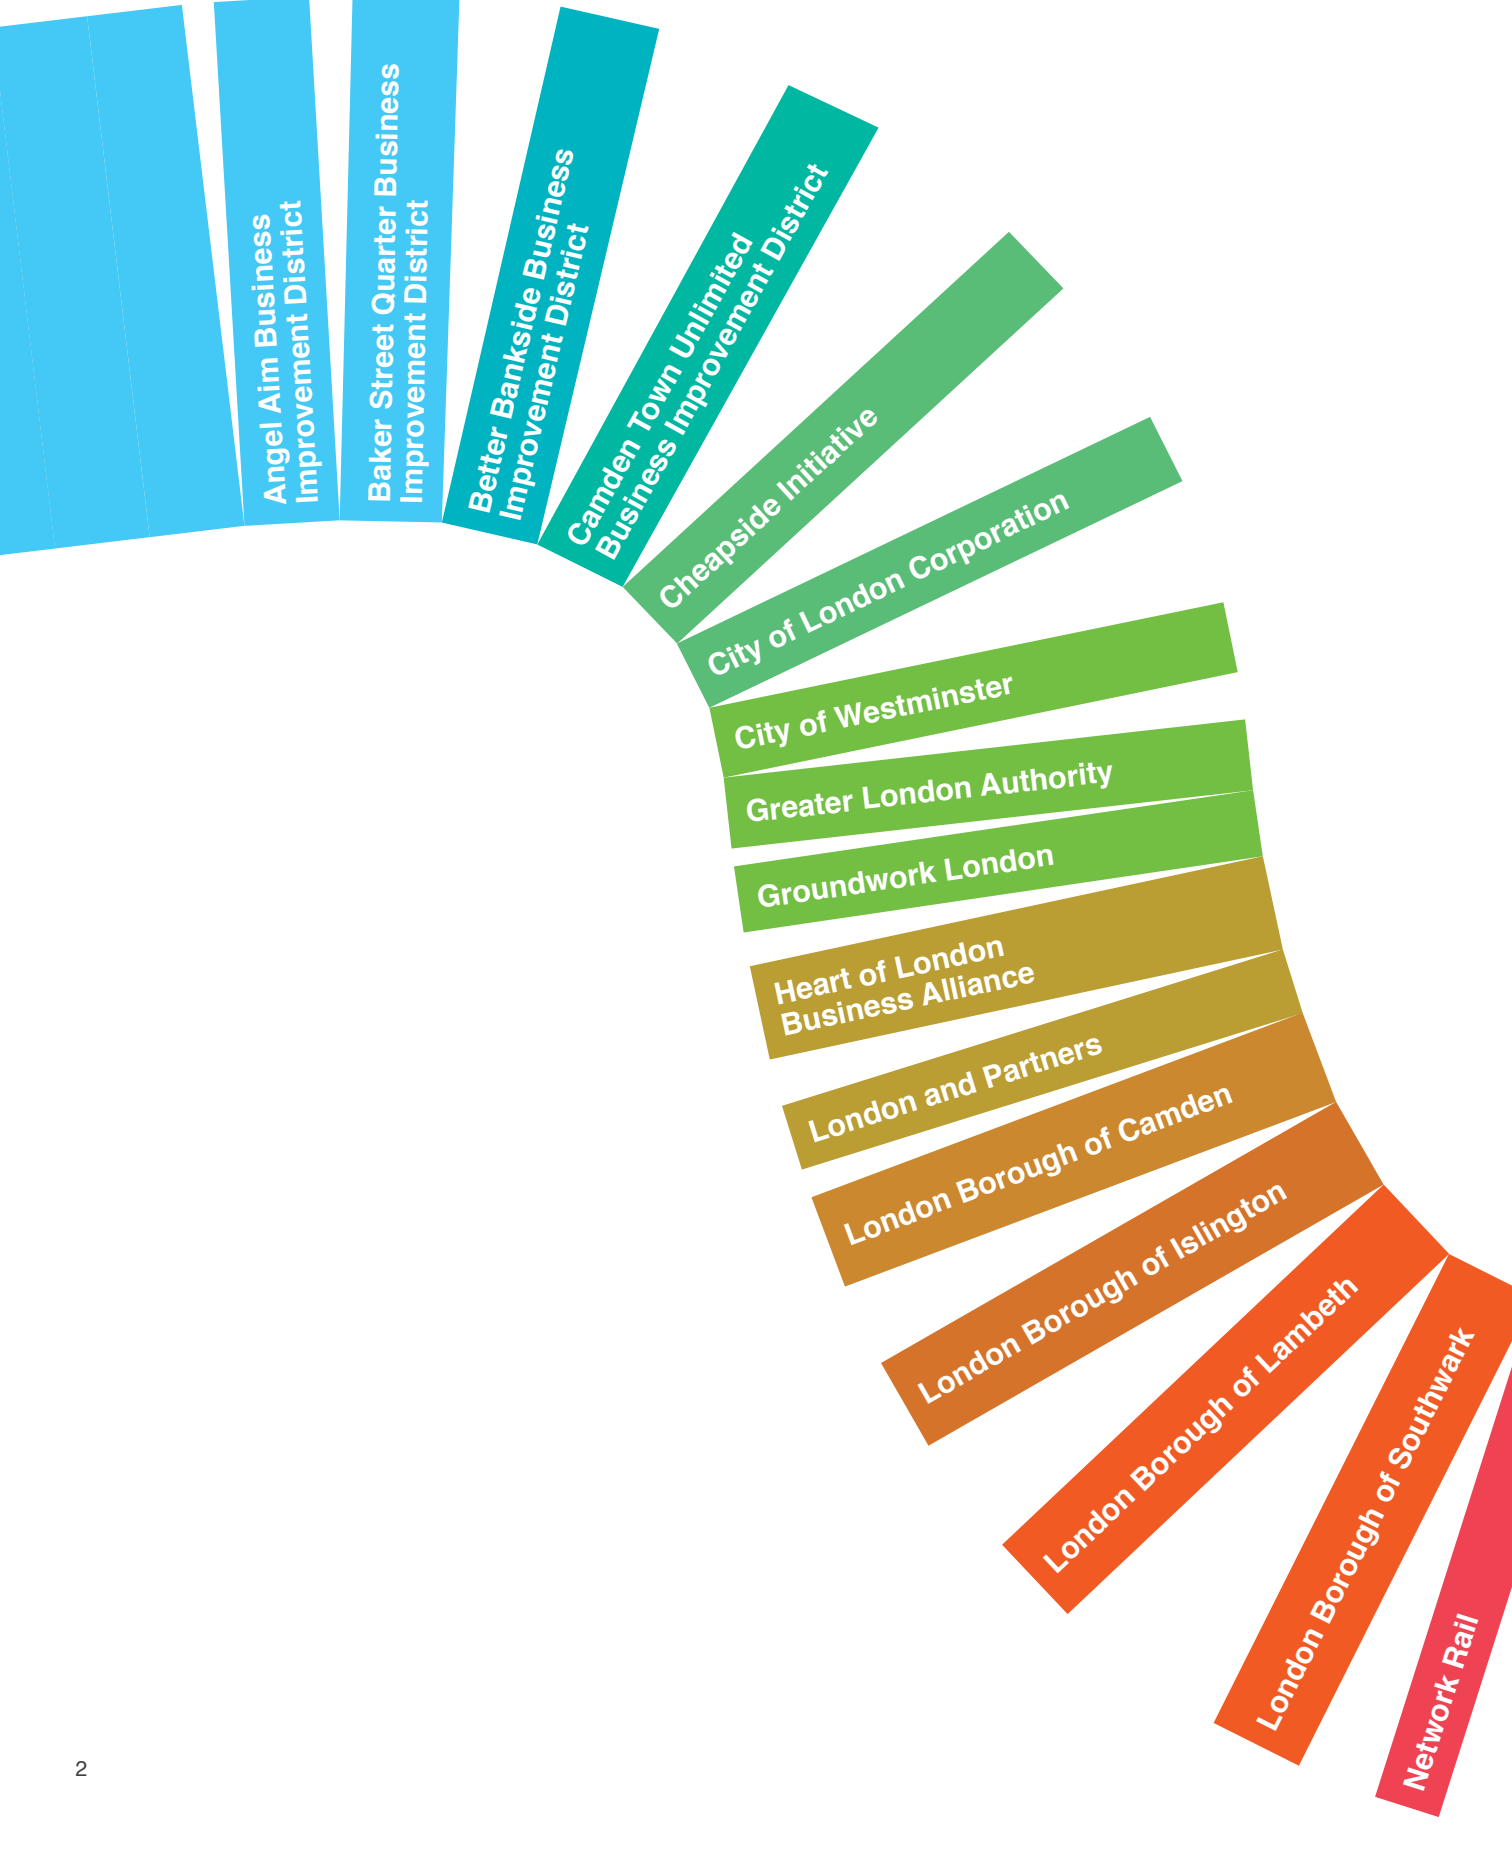 Angel Aim Business
Improvement District
Baker Street Quarter Business
Improvement District
Better Bankside Business
Improvement District
Camden Town Unlimited
Business Improvement District
Cheapside Initiative
City of London Corporation
City of Westminster
Greater London Authority
Groundwork London
Heart of London
Business Alliance
London and Partners
London Borough of Camden
London Borough of Islington
London Borough of Lambeth
London Borough of Southwark
Network Rail
2